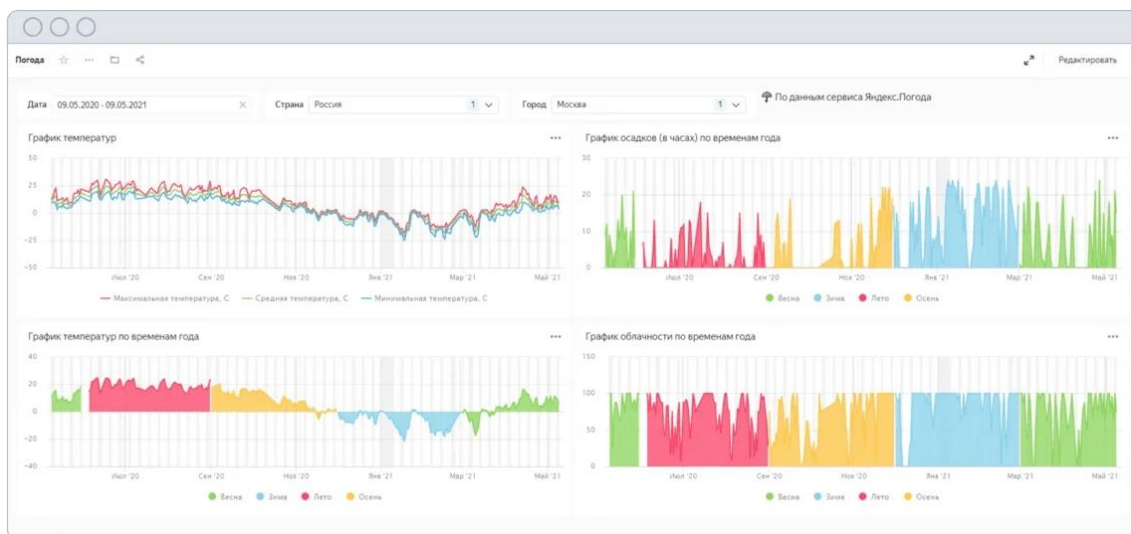 Погода
Редактировать
Дата 09.05.2020 - 09.05.2021
Страна Россия 1
Город Москва 1
По данным сервиса Яндекс.Погода
График температур
50
25
0
-25
-50
Июл '20 Сен '20 Ноя '20 Янв '21 Мар '21 Май '21
Максимальная температура, С Средняя температура, С Минимальная температура, С
График осадков (в часах) по временам года
30
20
10
0
Июл '20 Сен '20 Ноя '20 Янв '21 Мар '21 Май '21
Весна Зима Лето Осень
График температур по временам года
40
20
0
-20
-40
Июл '20 Сен '20 Ноя '20 Янв '21 Мар '21 Май '21
Весна Зима Лето Осень
График облачности по временам года
150
100
50
0
Июл '20 Сен '20 Ноя '20 Янв '21 Мар '21 Май '21
Весна Зима Лето Осень